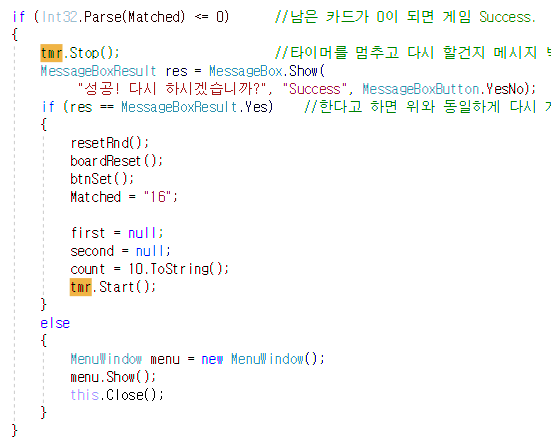 if (Int32.Parse(Matched) <= 0) //남은 카드가 0이 되면 게임 Success.
{
tmr.Stop(); //타이머를 멈추고 다시 할건지 메시지
MessageBoxResult res = MessageBox.Show(
"성공! 다시 하시겠습니까?", "Success", MessageBoxButton.YesNo);
if (res == MessageBoxResult.Yes) //한다고 하면 위와 동일하게 다시
{
resetRnd();
boardReset();
btnSet();
Matched = "16";
first = null;
second = null;
count = 10.ToString();
tmr.Start();
}
else
{
MenuWindow menu = new MenuWindow();
menu.Show();
this.Close();
}
}